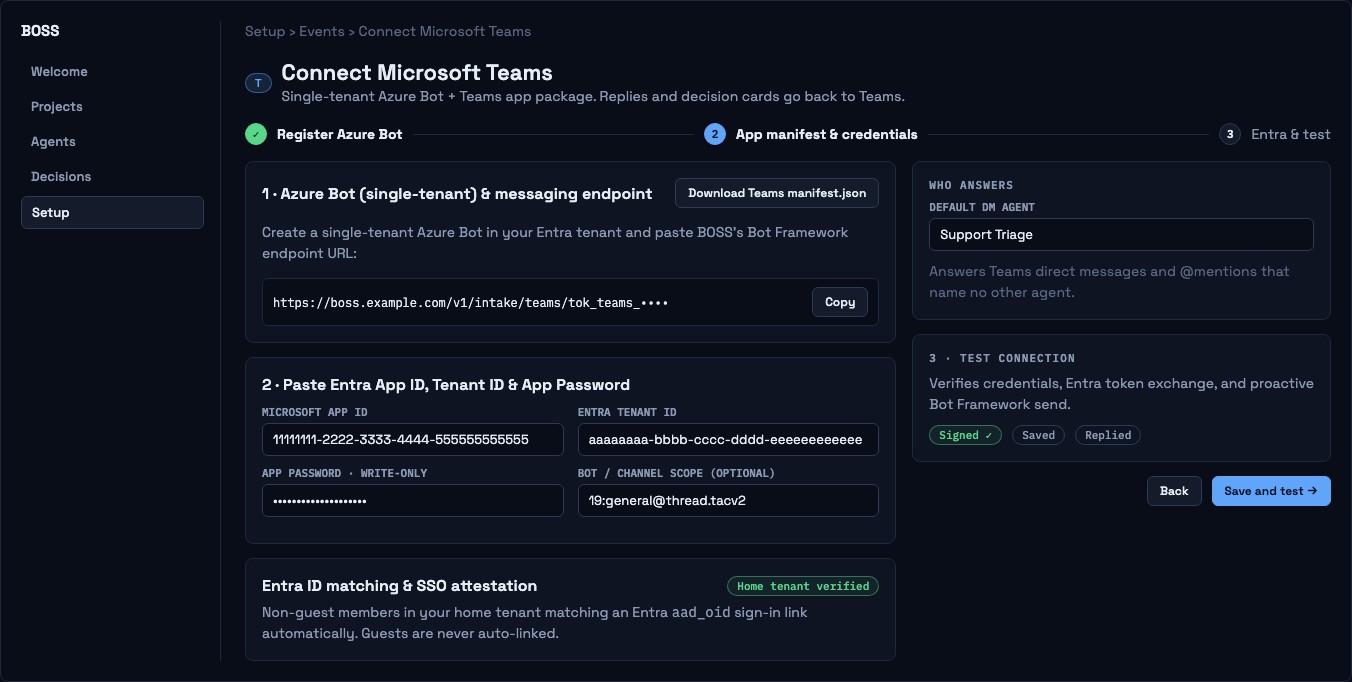 BOSS
Welcome
Projects
Agents
Decisions
Setup
Setup > Events > Connect Microsoft Teams
T
Connect Microsoft Teams
Single-tenant Azure Bot + Teams app package. Replies and decision cards go back to Teams.
✓ Register Azure Bot
2 App manifest & credentials
3 Entra & test
1 · Azure Bot (single-tenant) & messaging endpoint
Download Teams manifest.json
Create a single-tenant Azure Bot in your Entra tenant and paste BOSS's Bot Framework
endpoint URL:
https://boss.example.com/v1/intake/teams/tok_teams_••••
Copy
2 · Paste Entra App ID, Tenant ID & App Password
MICROSOFT APP ID
11111111-2222-3333-4444-555555555555
ENTRA TENANT ID
aaaaaaaa-bbbb-cccc-dddd-eeeeeeeeeeee
APP PASSWORD · WRITE-ONLY
••••••••••••••••••••
BOT / CHANNEL SCOPE (OPTIONAL)
19:general@thread.tacv2
Entra ID matching & SSO attestation
Home tenant verified
Non-guest members in your home tenant matching an Entra aad_oid sign-in link
automatically. Guests are never auto-linked.
WHO ANSWERS
DEFAULT DM AGENT
Support Triage
Answers Teams direct messages and @mentions that
name no other agent.
3 · TEST CONNECTION
Verifies credentials, Entra token exchange, and proactive
Bot Framework send.
Signed ✓
Saved
Replied
Back
Save and test →